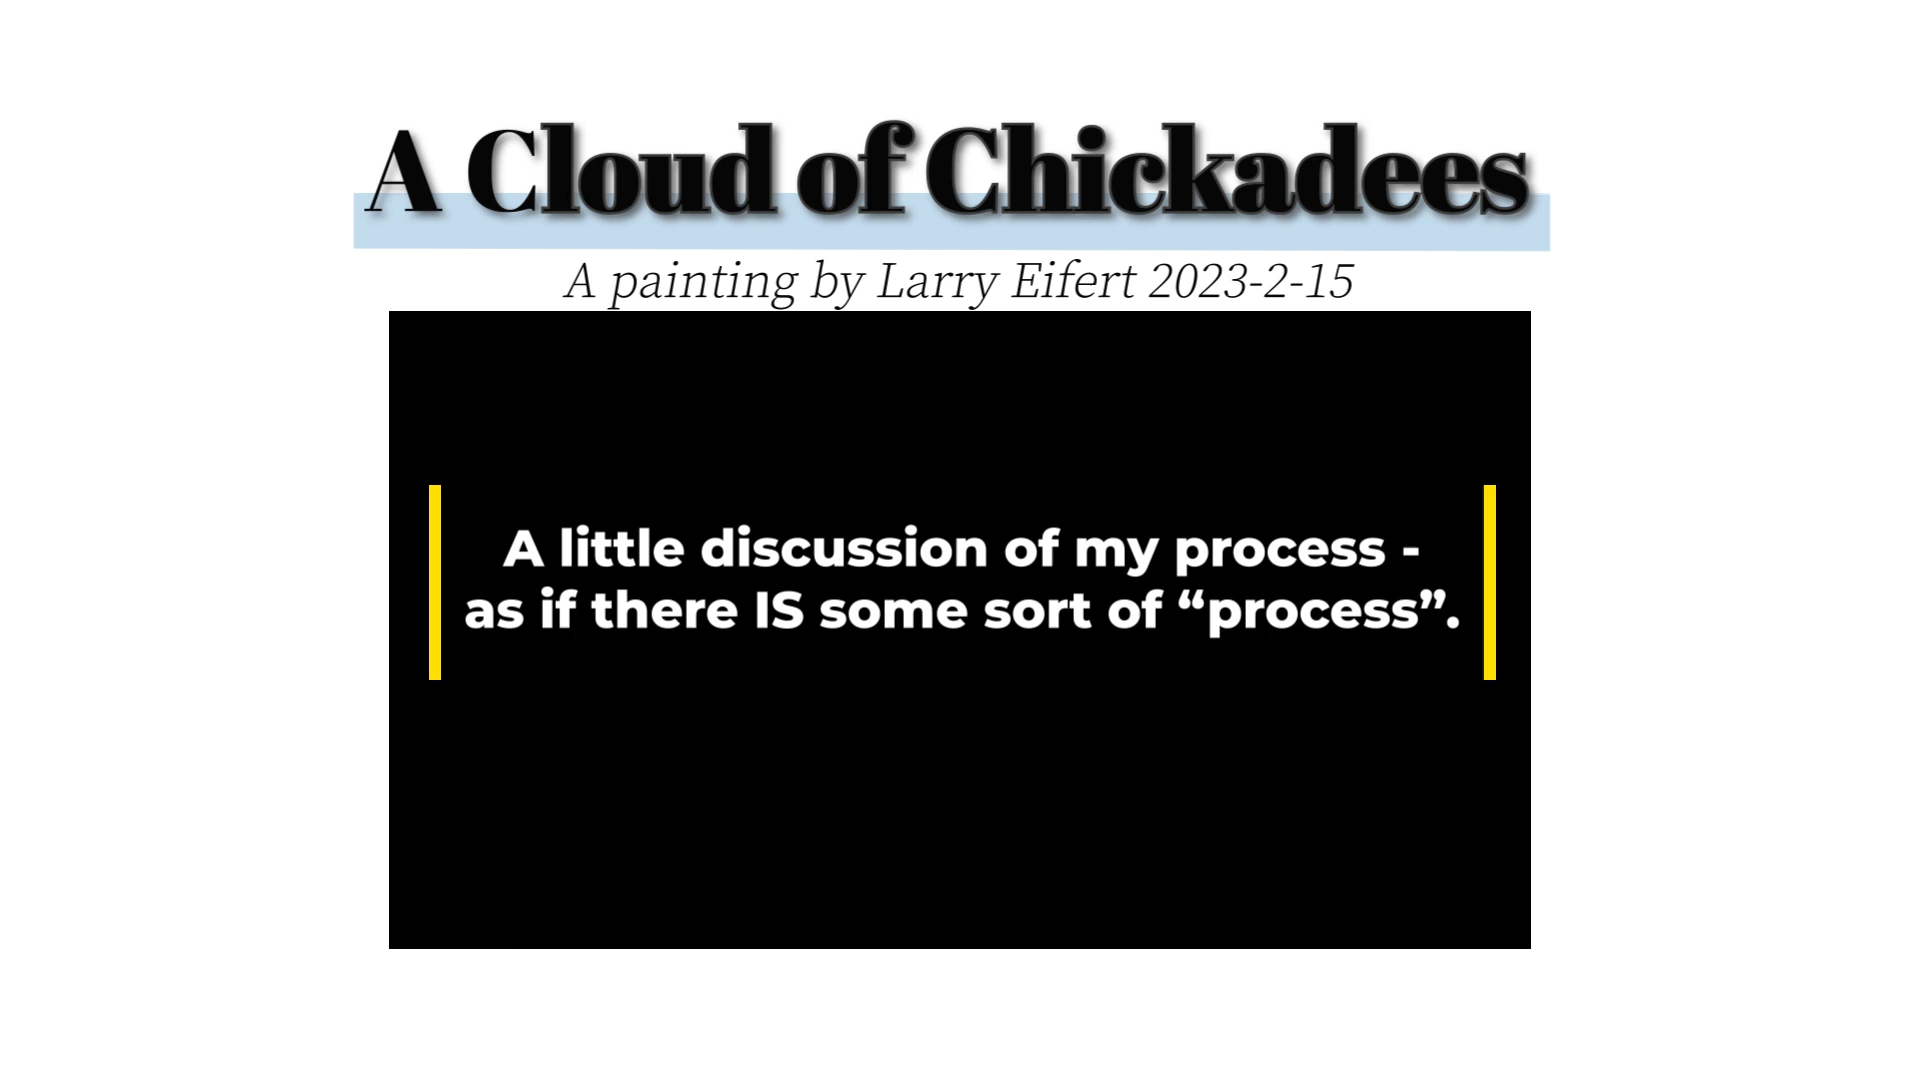 A Cloud of Chickadees
A painting by Larry Eifert 2023-2-15
A little discussion of my process -
as if there IS some sort of “process”.